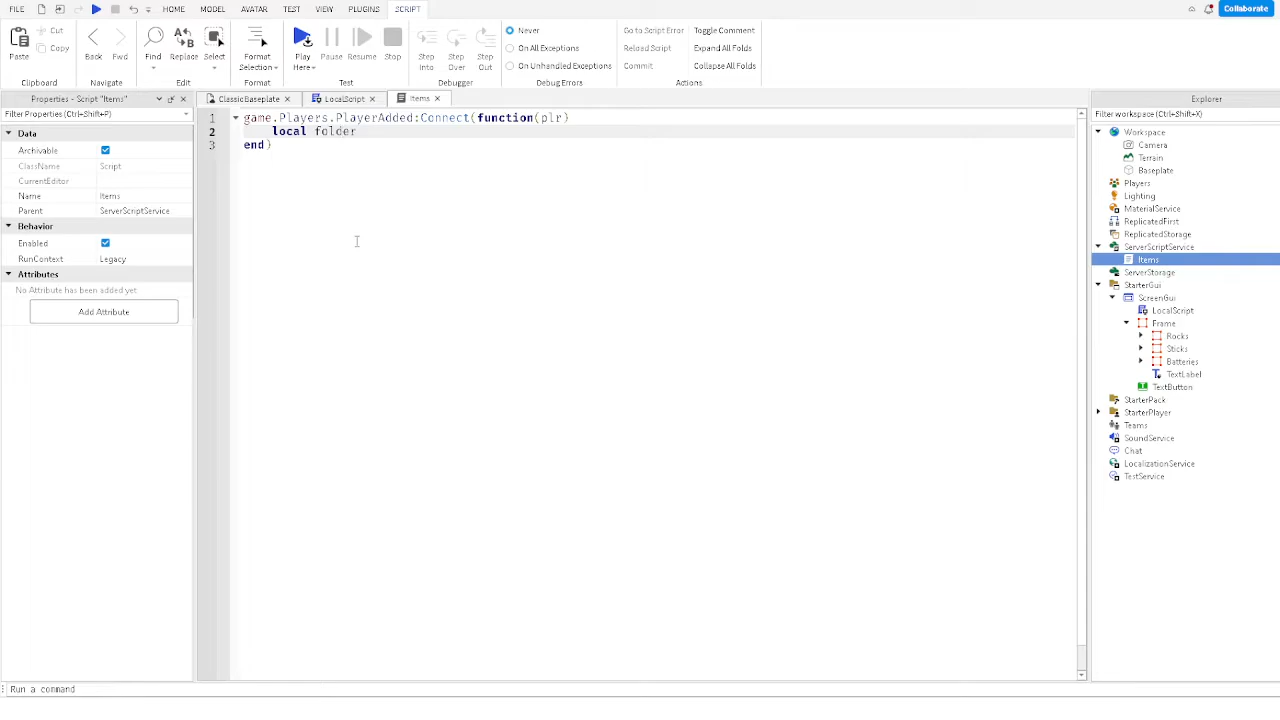 FILE HOME MODEL AVATAR TEST VIEW PLUGINS SCRIPT Collaborate
Paste Cut Copy
Clipboard
Back Fwd
Navigate
Find Replace Select
Edit
Format Selection
Format
Play Here Pause Resume Stop
Test
Step Into Step Over Step Out
Debugger
Never
On All Exceptions
On Unhandled Exceptions
Debug Errors
Go to Script Error Toggle Comment
Reload Script Expand All Folds
Commit Collapse All Folds
Actions
Properties - Script "Items"
Filter Properties (Ctrl+Shift+P)
Data
Archivable
ClassName Script
CurrentEditor
Name Items
Parent ServerScriptService
Behavior
Enabled
RunContext Legacy
Attributes
No Attribute has been added yet
Add Attribute
ClassicBaseplate LocalScript Items
1 game.Players.PlayerAdded:Connect(function(plr)
2 local folder
3 end)
Explorer
Filter workspace (Ctrl+Shift+X)
Workspace
Camera
Terrain
Baseplate
Players
Lighting
MaterialService
ReplicatedFirst
ReplicatedStorage
ServerScriptService
Items
ServerStorage
StarterGui
ScreenGui
LocalScript
Frame
Rocks
Sticks
Batteries
TextLabel
TextButton
StarterPack
StarterPlayer
Teams
SoundService
Chat
LocalizationService
TestService
Run a command